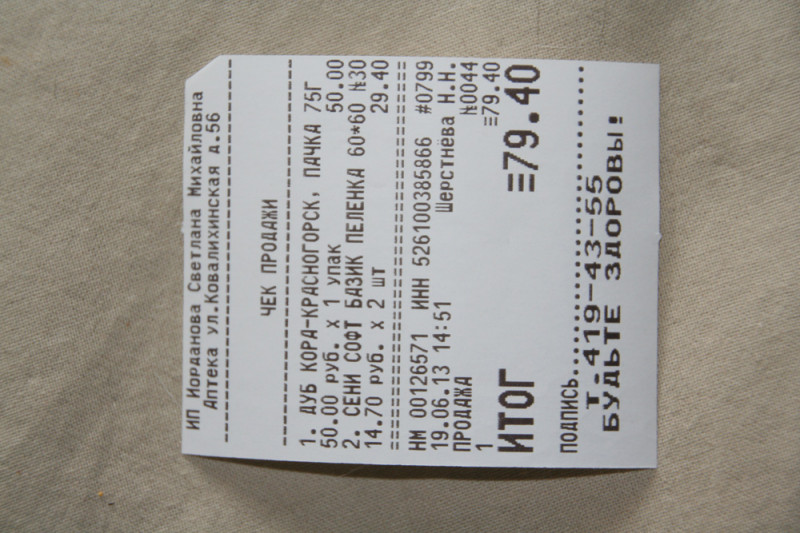 ИП Иорданова Светлана Михайловна
Аптека ул.Ковалихинская д.56
--------------------------------
ЧЕК ПРОДАЖИ
--------------------------------
1. ДУБ КОРА-КРАСНОГОРСК, ПАЧКА 75Г
50.00 руб. X 1 упак 50.00
2. СЕНИ СОФТ БАЗИК ПЕЛЕНКА 60*60 №30
14.70 руб. X 2 шт 29.40
================================
НМ 00126571 ИНН 526100385866 #0799
19.06.13 14:51 Шерстнёва Н.Н.
ПРОДАЖА №0044
1 ≡79.40
ИТОГ ≡79.40
ПОДПИСЬ..............................
Т.419-43-55
БУДЬТЕ ЗДОРОВЫ!